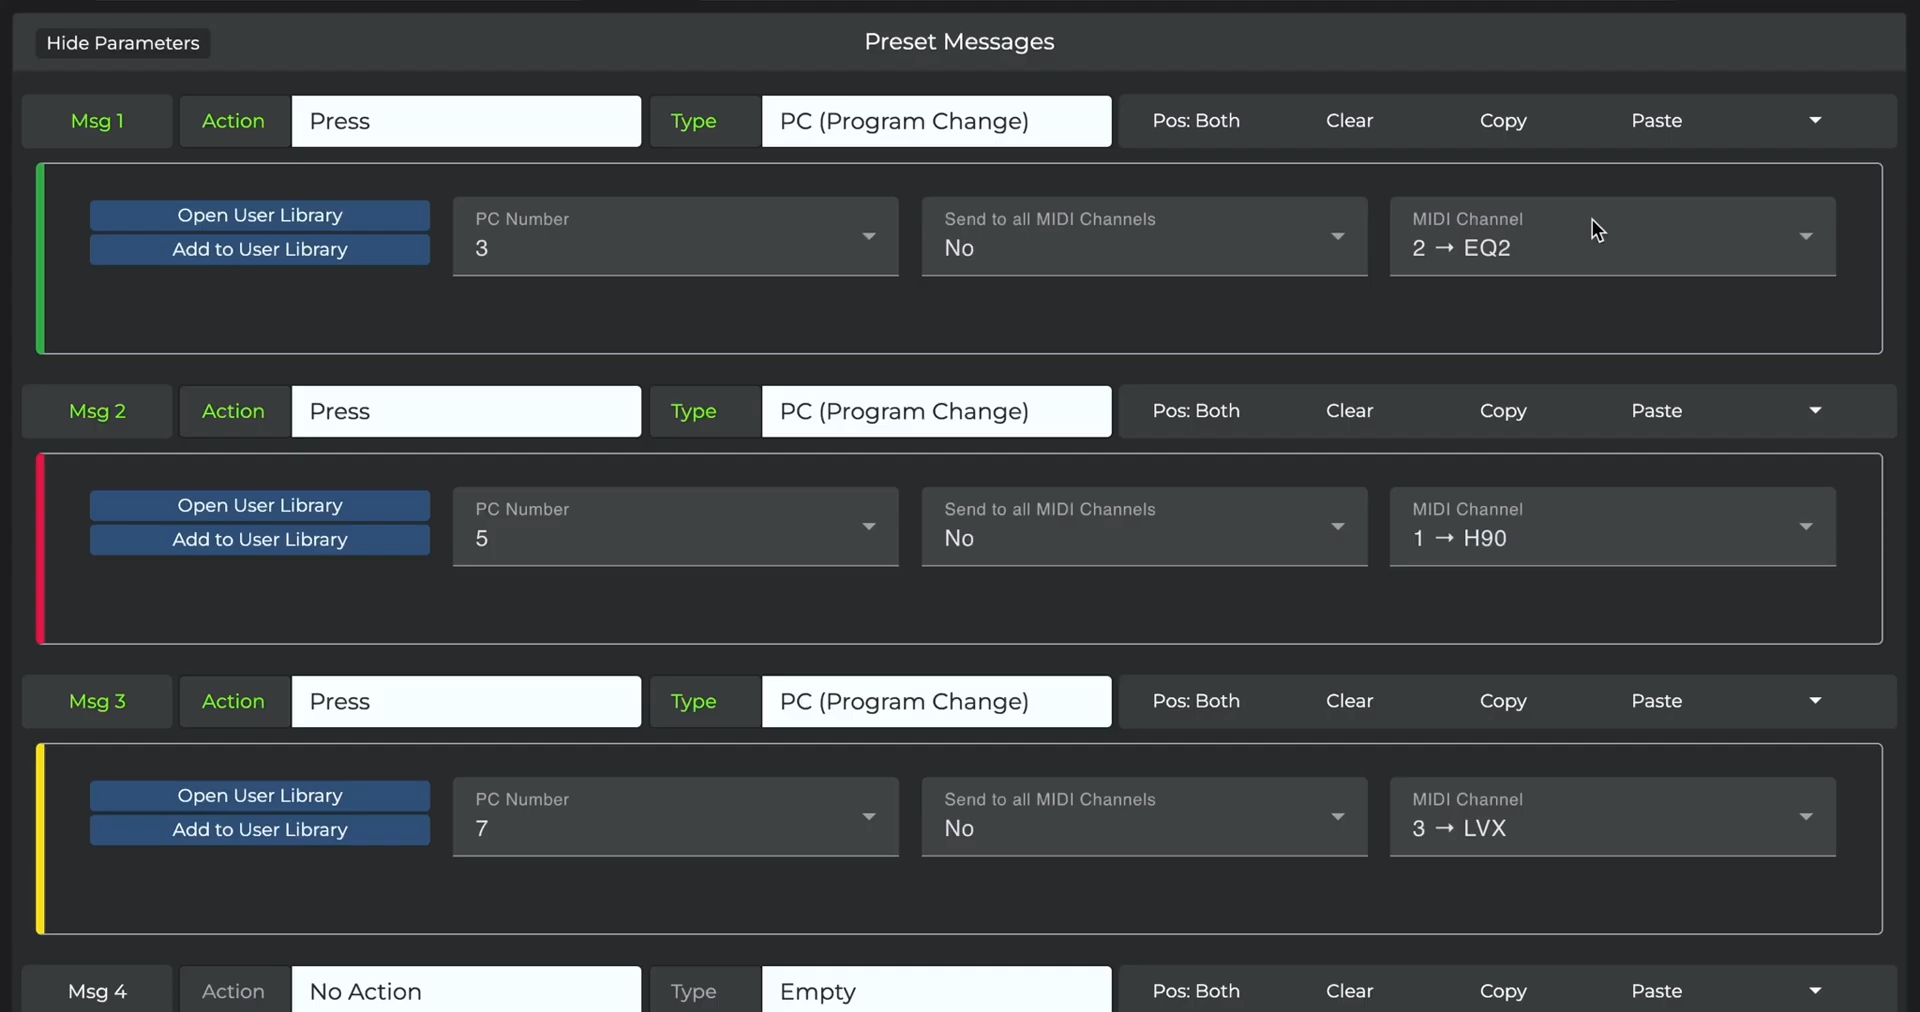 Hide Parameters
Preset Messages
Msg 1 Action Press Type PC (Program Change) Pos: Both Clear Copy Paste
Open User Library
Add to User Library
PC Number
3
Send to all MIDI Channels
No
MIDI Channel
2 → EQ2
Msg 2 Action Press Type PC (Program Change) Pos: Both Clear Copy Paste
Open User Library
Add to User Library
PC Number
5
Send to all MIDI Channels
No
MIDI Channel
1 → H90
Msg 3 Action Press Type PC (Program Change) Pos: Both Clear Copy Paste
Open User Library
Add to User Library
PC Number
7
Send to all MIDI Channels
No
MIDI Channel
3 → LVX
Msg 4 Action No Action Type Empty Pos: Both Clear Copy Paste